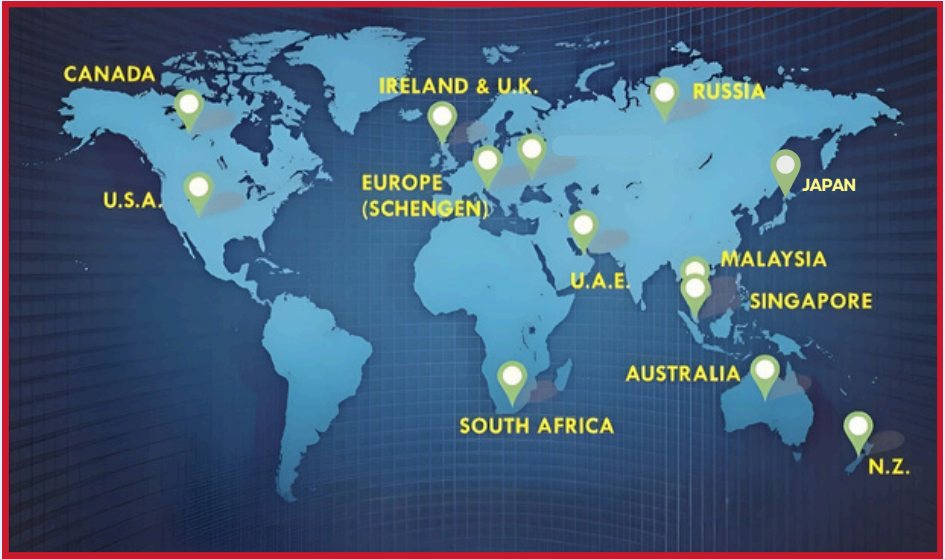 CANADA
IRELAND & U.K.
RUSSIA
EUROPE
(SCHENGEN)
U.S.A.
JAPAN
MALAYSIA
U.A.E.
SINGAPORE
AUSTRALIA
SOUTH AFRICA
N.Z.